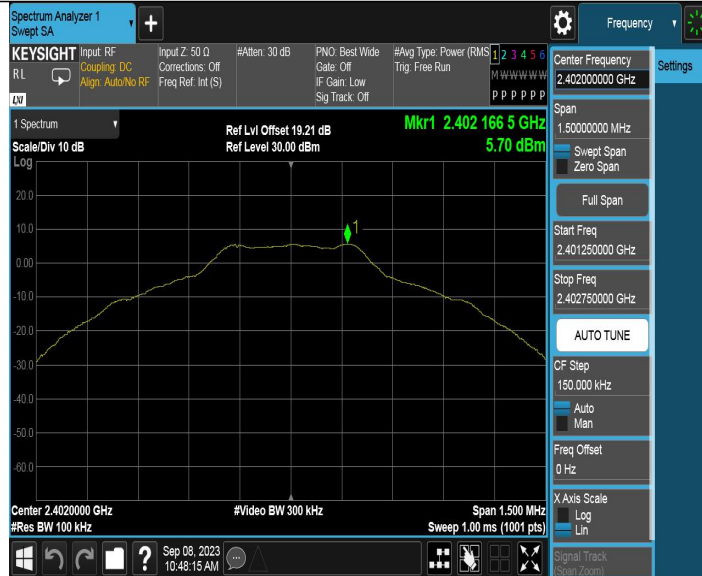 Spectrum Analyzer 1
Swept SA
+
Frequency
KEYSIGHT
RL
LXI
Input: RF
Coupling: DC
Align: Auto/No RF
Input Z: 50 Ω
Corrections: Off
Freq Ref: Int (S)
#Atten: 30 dB
PNO: Best Wide
Gate: Off
IF Gain: Low
Sig Track: Off
#Avg Type: Power (RMS
Trig: Free Run
1 2 3 4 5 6
M W W W W W
P P P P P P
1 Spectrum
Scale/Div 10 dB
Log
Ref Lvl Offset 19.21 dB
Ref Level 30.00 dBm
Mkr1 2.402 166 5 GHz
5.70 dBm
1
20.0
10.0
0.00
-10.0
-20.0
-30.0
-40.0
-50.0
-60.0
Center 2.4020000 GHz
#Res BW 100 kHz
#Video BW 300 kHz
Span 1.500 MHz
Sweep 1.00 ms (1001 pts)
Sep 08, 2023
10:48:15 AM
?
Center Frequency
2.402000000 GHz
Settings
Span
1.50000000 MHz
Swept Span
Zero Span
Full Span
Start Freq
2.401250000 GHz
Stop Freq
2.402750000 GHz
AUTO TUNE
CF Step
150.000 kHz
Auto
Man
Freq Offset
0 Hz
X Axis Scale
Log
Lin
Signal Track
(Span Zoom)